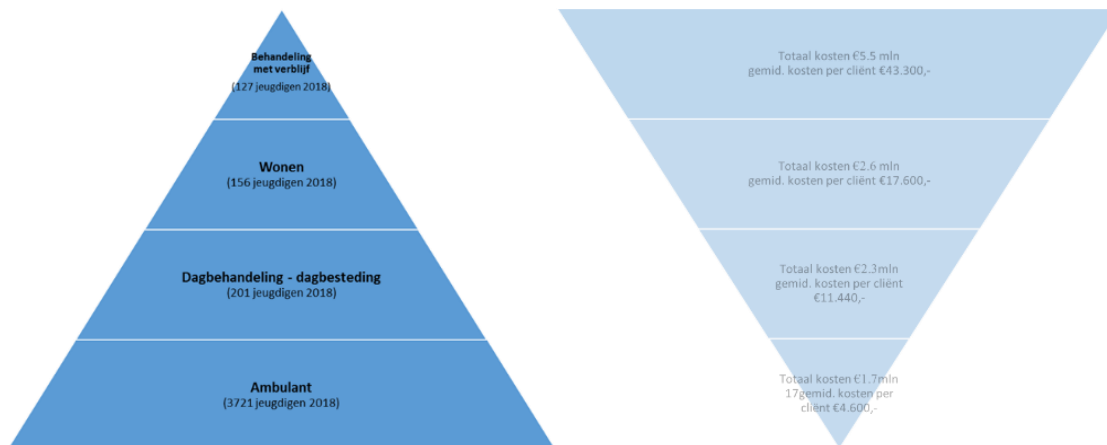 Behandeling
met verblijf
(127 jeugdigen 2018)
Wonen
(156 jeugdigen 2018)
Dagbehandeling - dagbesteding
(201 jeugdigen 2018)
Ambulant
(3721 jeugdigen 2018)
Totaal kosten €5.5 mln
gemid. kosten per cliënt €43.300,-
Totaal kosten €2.6 mln
gemid. kosten per cliënt €17.600,-
Totaal kosten €2.3mln
gemid. kosten per cliënt
€11.440,-
Totaal kosten €1.7mln
17gemid. kosten per
cliënt €4.600,-